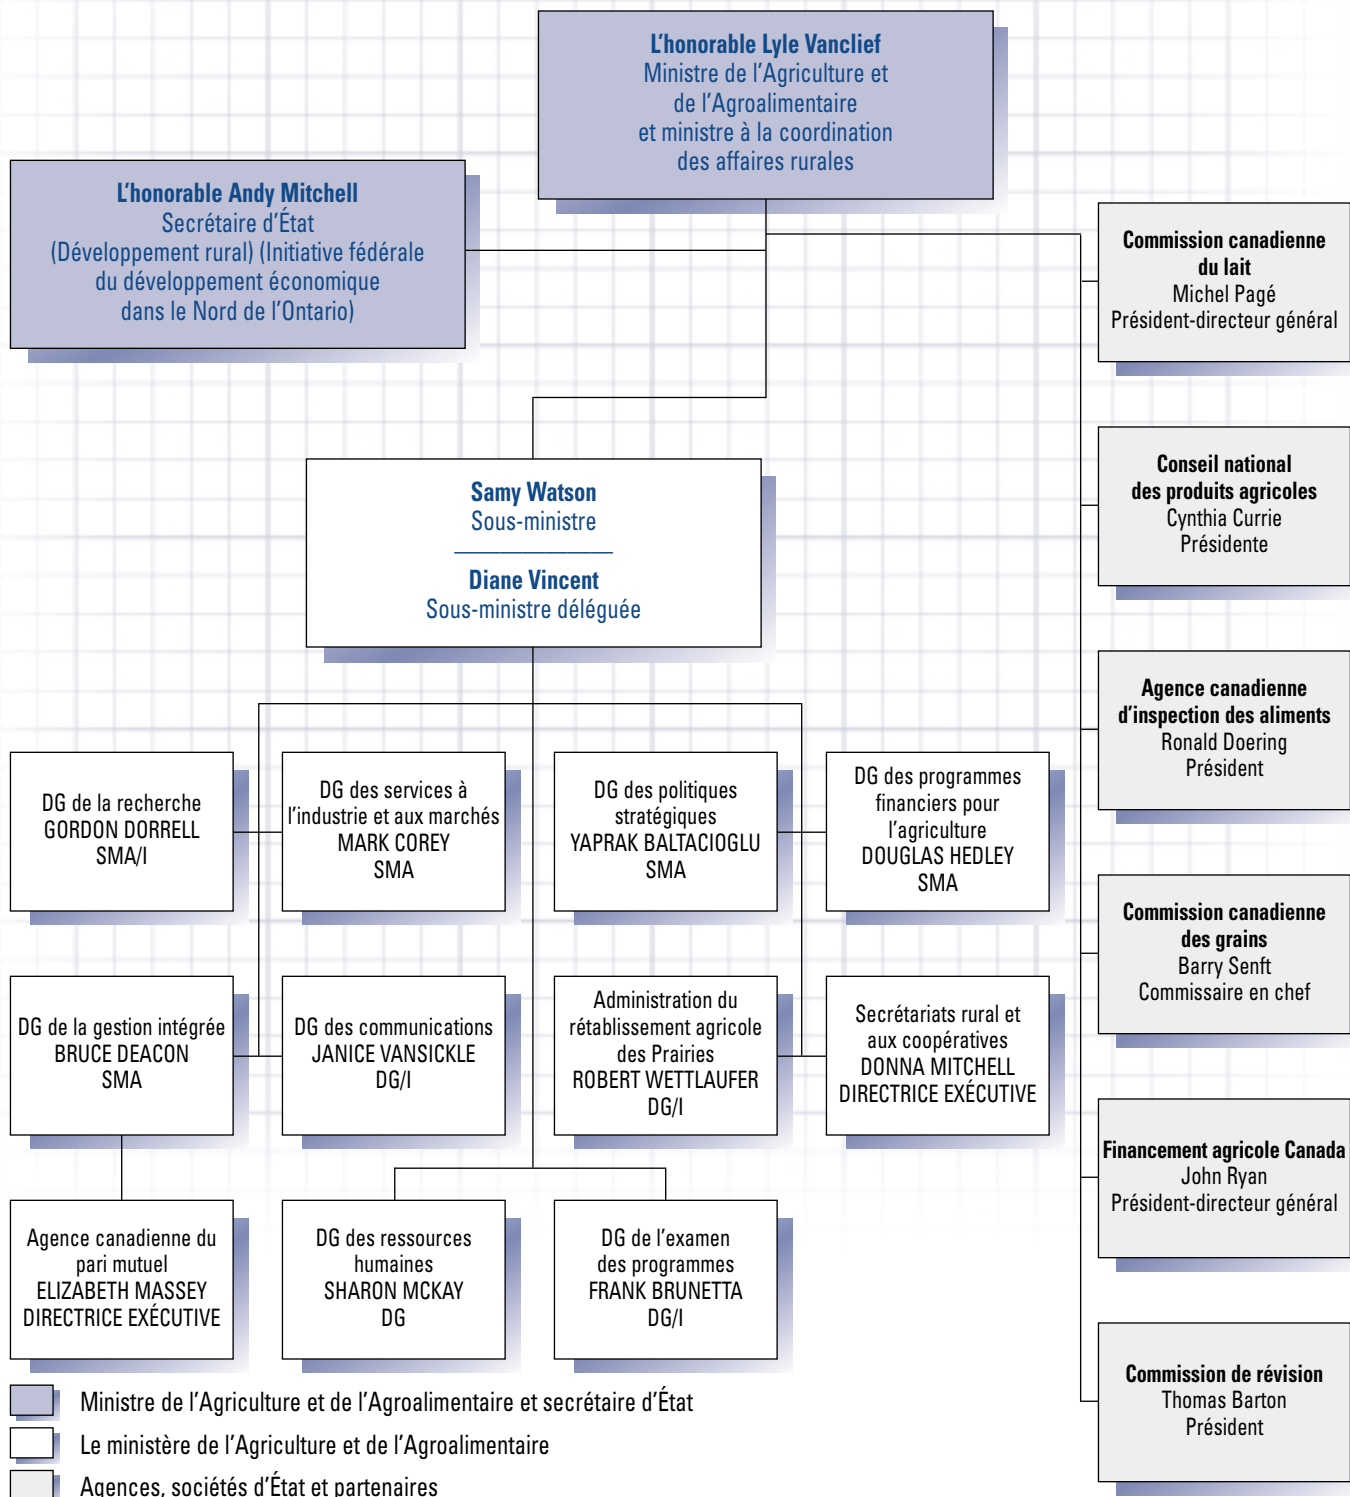 L'honorable Lyle Vanclief
Ministre de l'Agriculture et
de l'Agroalimentaire
et ministre à la coordination
des affaires rurales
L'honorable Andy Mitchell
Secrétaire d'État
(Développement rural) (Initiative fédérale
du développement économique
dans le Nord de l'Ontario)
Commission canadienne
du lait
Michel Pagé
Président-directeur général
Samy Watson
Sous-ministre
Diane Vincent
Sous-ministre déléguée
Conseil national
des produits agricoles
Cynthia Currie
Présidente
Agence canadienne
d'inspection des aliments
Ronald Doering
Président
DG de la recherche
GORDON DORRELL
SMA/I
DG des services à
l'industrie et aux marchés
MARK COREY
SMA
DG des politiques
stratégiques
YAPRAK BALTACIOGLU
SMA
DG des programmes
financiers pour
l'agriculture
DOUGLAS HEDLEY
SMA
Commission canadienne
des grains
Barry Senft
Commissaire en chef
DG de la gestion intégrée
BRUCE DEACON
SMA
DG des communications
JANICE VANSICKLE
DG/I
Administration du
rétablissement agricole
des Prairies
ROBERT WETTLAUFER
DG/I
Secrétariats rural et
aux coopératives
DONNA MITCHELL
DIRECTRICE EXÉCUTIVE
Financement agricole Canada
John Ryan
Président-directeur général
Agence canadienne du
pari mutuel
ELIZABETH MASSEY
DIRECTRICE EXÉCUTIVE
DG des ressources
humaines
SHARON MCKAY
DG
DG de l'examen
des programmes
FRANK BRUNETTA
DG/I
Commission de révision
Thomas Barton
Président
Ministre de l'Agriculture et de l'Agroalimentaire et secrétaire d'État
Le ministère de l'Agriculture et de l'Agroalimentaire
Agences, sociétés d'État et partenaires